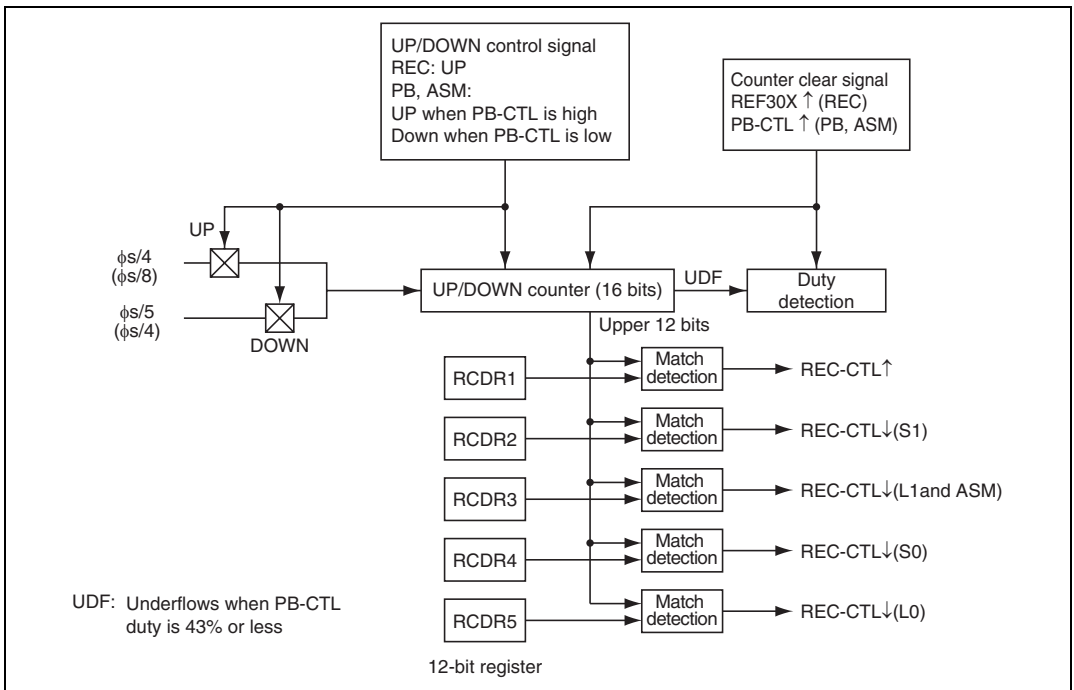 UP/DOWN control signal
REC: UP
PB, ASM:
UP when PB-CTL is high
Down when PB-CTL is low
Counter clear signal
REF30X ↑ (REC)
PB-CTL ↑ (PB, ASM)
UP
ϕs/4
(ϕs/8)
ϕs/5
(ϕs/4)
DOWN
UP/DOWN counter (16 bits)
UDF
Duty
detection
Upper 12 bits
RCDR1
Match
detection
REC-CTL↑
RCDR2
Match
detection
REC-CTL↓(S1)
RCDR3
Match
detection
REC-CTL↓(L1and ASM)
RCDR4
Match
detection
REC-CTL↓(S0)
RCDR5
Match
detection
REC-CTL↓(L0)
UDF: Underflows when PB-CTL
duty is 43% or less
12-bit register